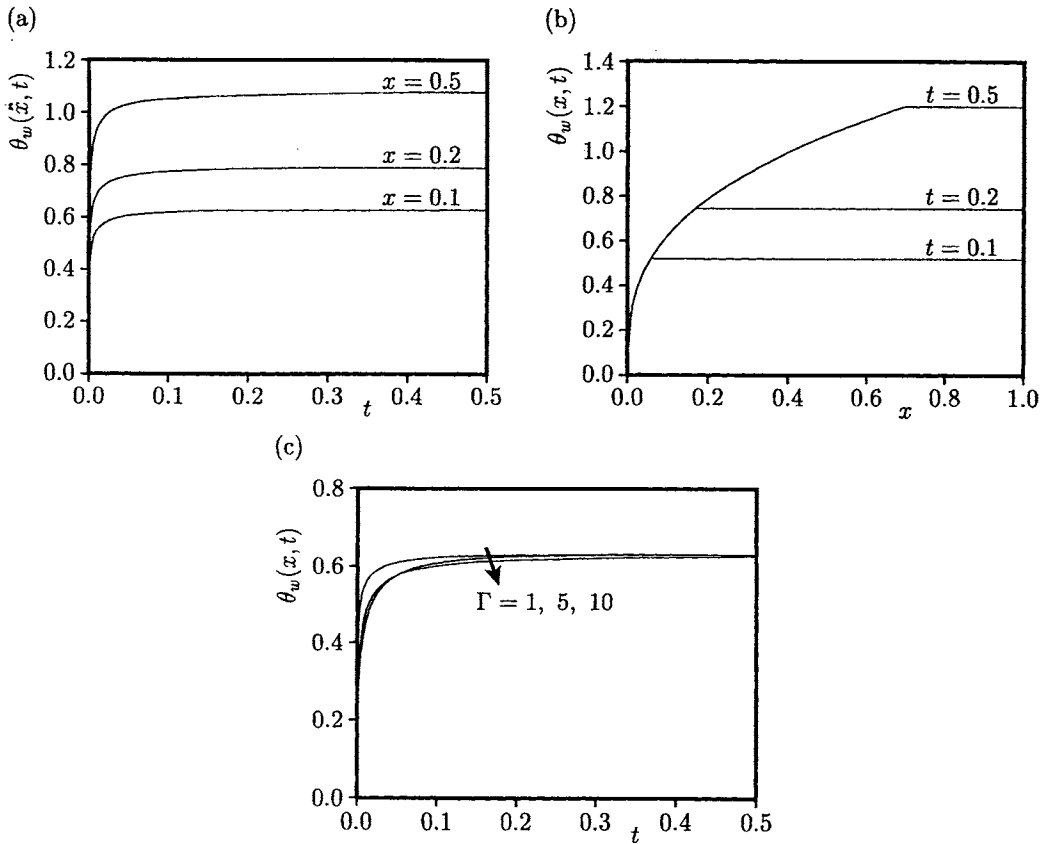 (a)
θ_w(x, t)
1.2
1.0
0.8
0.6
0.4
0.2
0.0
x = 0.5
x = 0.2
x = 0.1
0.0 0.1 0.2 0.3 0.4 0.5
t
(b)
θ_w(x, t)
1.4
1.2
1.0
0.8
0.6
0.4
0.2
0.0
t = 0.5
t = 0.2
t = 0.1
0.0 0.2 0.4 0.6 0.8 1.0
x
(c)
θ_w(x, t)
0.8
0.6
0.4
0.2
0.0
Γ = 1, 5, 10
0.0 0.1 0.2 0.3 0.4 0.5
t